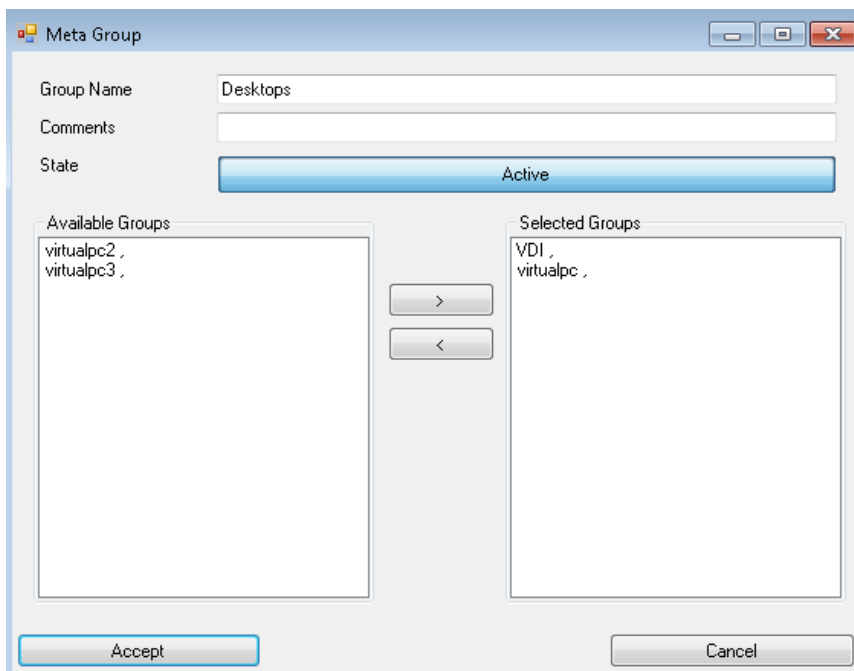 Meta Group
Group Name
Desktops
Comments
State
Active
Available Groups
virtualpc2 ,
virtualpc3 ,
>
<
Selected Groups
VDI ,
virtualpc ,
Accept
Cancel